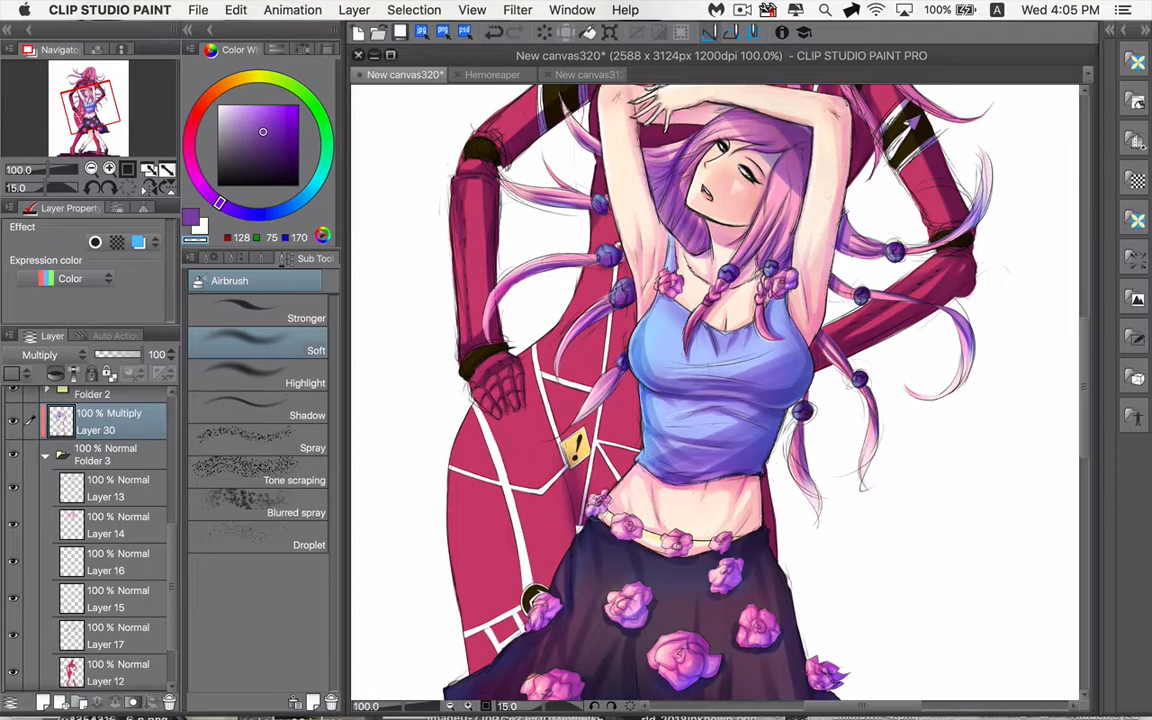 CLIP STUDIO PAINT File Edit Animation Layer Selection View Filter Window Help 100% A Wed 4:05 PM
New canvas320* (2588 x 3124px 1200dpi 100.0%) - CLIP STUDIO PAINT PRO
New canvas320* Hemoreaper New canvas31.
Navigator
100.0
15.0
Layer Property
Effect
Expression color
Color
Layer Auto Action
Multiply 100
Folder 2
100 % Multiply
Layer 30
100 % Normal
Folder 3
100 % Normal
Layer 13
100 % Normal
Layer 14
100 % Normal
Layer 16
100 % Normal
Layer 15
100 % Normal
Layer 17
100 % Normal
Layer 12
Color W
128 75 170
Sub Tool
Airbrush
Stronger
Soft
Highlight
Shadow
Spray
Tone scraping
Blurred spray
Droplet
!
100.0 15.0